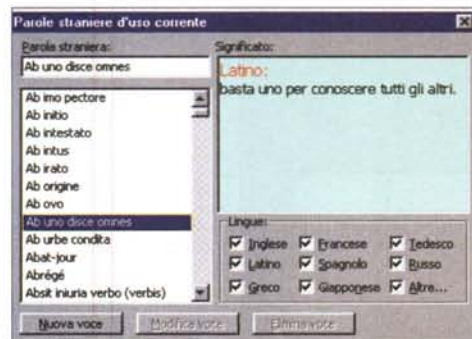 Parole straniere d'uso corrente
Parola straniera:
Ab uno disce omnes
Ab imo pectore
Ab initio
Ab intestato
Ab intus
Ab irato
Ab origine
Ab ovo
Ab uno disce omnes
Ab urbe condita
Abat-jour
Abrégé
Absit iniuria verbo (verbis)
Significato:
Latino:
basta uno per conoscere tutti gli altri.
Lingue:
Inglese Francese Tedesco
Latino Spagnolo Russo
Greco Giapponese Altre...
Nuova voce Modifica voce Elimina voce